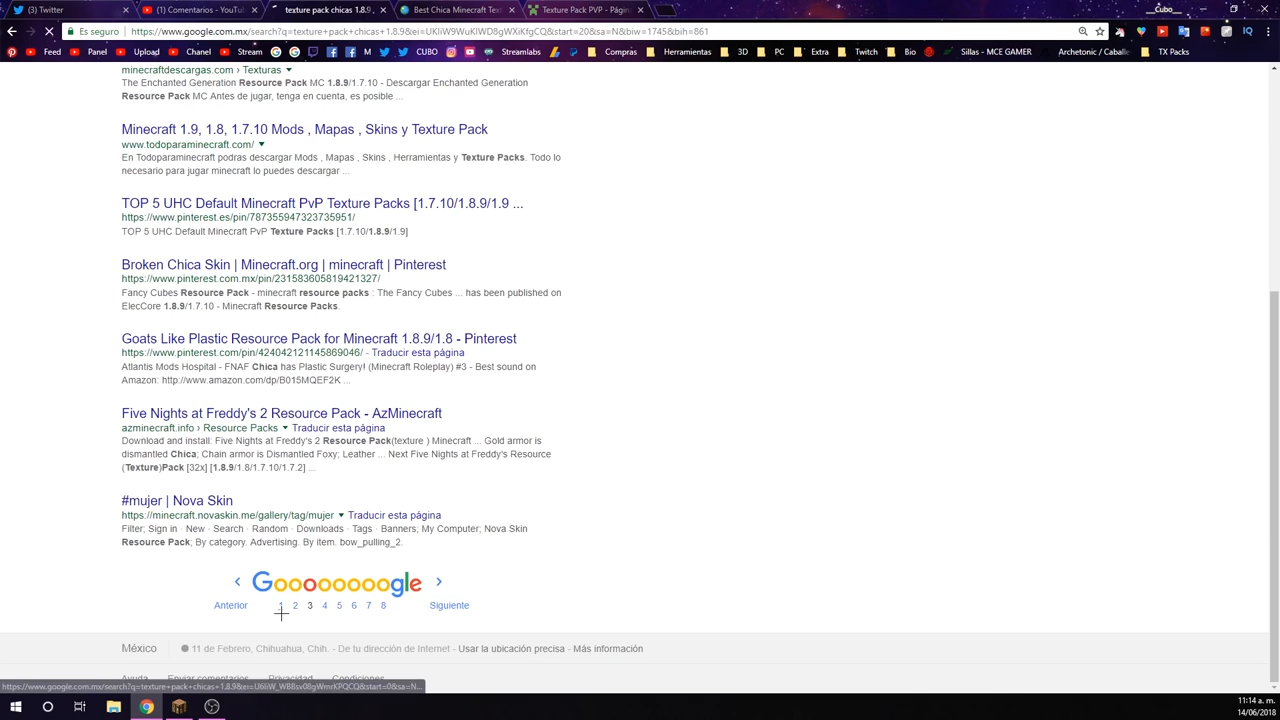 (3) Twitter
(1) Comentarios - YouTu
texture pack chicas 1.8.9
Best Chica Minecraft Text
Texture Pack PVP - Págin
Cubo_
Es seguro
https://www.google.com.mx/search?q=texture+pack+chicas+1.8.9&ei=UKIiW9WuKIWD8gWXiKfgCQ&start=20&sa=N&biw=1745&bih=861
Feed
Panel
Upload
Chanel
Stream
CUBO
Streamlabs
Compras
Herramientas
3D
PC
Extra
Twitch
Bio
Sillas - MCE GAMER
Archetonic / CUBO
TX Packs
minecraftdescargas.com › Texturas
The Enchanted Generation Resource Pack MC 1.8.9/1.7.10 - Descargar Enchanted Generation
Resource Pack MC Antes de jugar, tenga en cuenta, es posible ...
Minecraft 1.9, 1.8, 1.7.10 Mods , Mapas , Skins y Texture Pack
www.todoparaminecraft.com/
En Todoparaminecraft podras descargar Mods , Mapas , Skins , Herramientas y Texture Packs. Todo lo
necesario para jugar minecraft lo puedes descargar ...
TOP 5 UHC Default Minecraft PvP Texture Packs [1.7.10/1.8.9/1.9 ...
https://www.pinterest.es/pin/787355947323735951/
TOP 5 UHC Default Minecraft PvP Texture Packs [1.7.10/1.8.9/1.9]
Broken Chica Skin | Minecraft.org | minecraft | Pinterest
https://www.pinterest.com.mx/pin/231583605819421327/
Fancy Cubes Resource Pack - minecraft resource packs : The Fancy Cubes ... has been published on
ElecCore 1.8.9/1.7.10 - Minecraft Resource Packs.
Goats Like Plastic Resource Pack for Minecraft 1.8.9/1.8 - Pinterest
https://www.pinterest.com/pin/424042121145869046/ - Traducir esta página
Atlantis Mods Hospital - FNAF Chica has Plastic Surgery! (Minecraft Roleplay) #3 - Best sound on
Amazon: http://www.amazon.com/dp/B015MQEF2K ...
Five Nights at Freddy's 2 Resource Pack - AzMinecraft
azminecraft.info › Resource Packs Traducir esta página
Download and install: Five Nights at Freddy's 2 Resource Pack(texture ) Minecraft ... Gold armor is
dismantled Chica; Chain armor is Dismantled Foxy; Leather ... Next Five Nights at Freddy's Resource
(Texture)Pack [32x] [1.8.9/1.8/1.7.10/1.7.2] ...
#mujer | Nova Skin
https://minecraft.novaskin.me/gallery/tag/mujer Traducir esta página
Filter; Sign in · New · Search · Random · Downloads · Tags · Banners; My Computer; Nova Skin
Resource Pack; By category. Advertising. By item. bow_pulling_2.
Goooooooogle
Anterior 1 2 3 4 5 6 7 8 Siguiente
México
11 de Febrero, Chihuahua, Chih. - De tu dirección de Internet - Usar la ubicación precisa - Más información
Ayuda Enviar comentarios Privacidad Condiciones
11:14 a. m.
14/06/2018